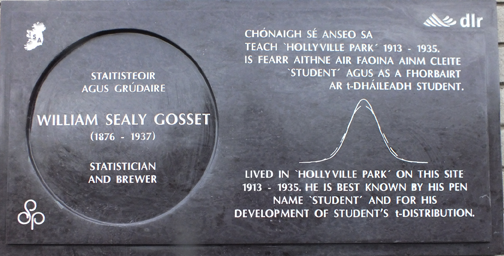 STAITISTEOIR
AGUS GRÚDAIRE
WILLIAM SEALY GOSSET
(1876 - 1937)
STATISTICIAN
AND BREWER
dlr
CHÓNAIGH SÉ ANSEO SA
TEACH 'HOLLYVILLE PARK' 1913 - 1935.
IS FEARR AITHNE AIR FAOINA AINM CLEITE
'STUDENT' AGUS AS A FHORBAIRT
AR t-DHÁILEADH STUDENT.
LIVED IN 'HOLLYVILLE PARK' ON THIS SITE
1913 - 1935. HE IS BEST KNOWN BY HIS PEN
NAME 'STUDENT' AND FOR HIS
DEVELOPMENT OF STUDENT'S t-DISTRIBUTION.